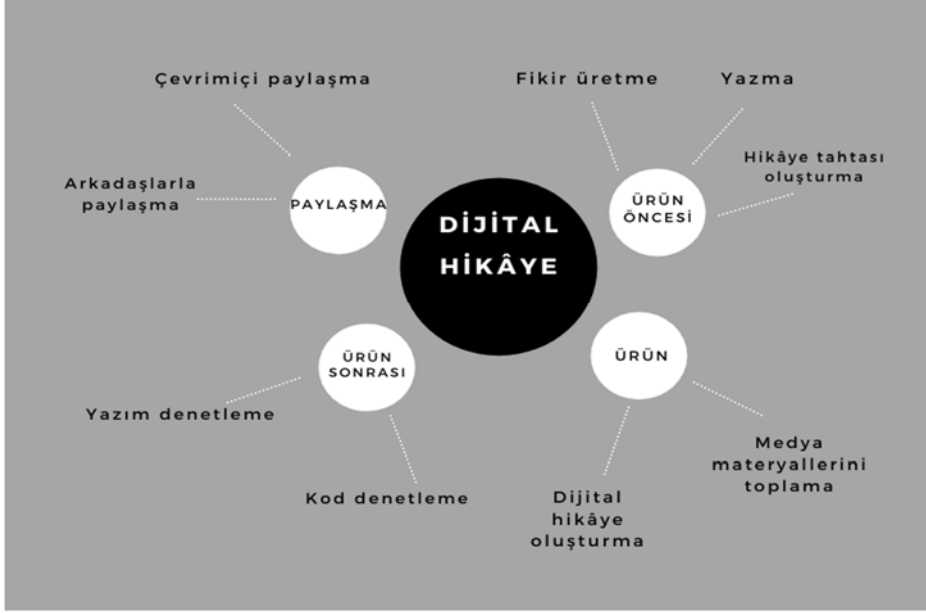 Çevrimiçi paylaşma
Arkadaşlarla
paylaşma
PAYLAŞMA
DİJİTAL
HİKÂYE
Fikir üretme
Yazma
Hikâye tahtası
oluşturma
ÜRÜN
ÖNCESİ
ÜRÜN
SONRASI
Yazım denetleme
Kod denetleme
ÜRÜN
Medya
materyallerini
toplama
Dijital
hikâye
oluşturma